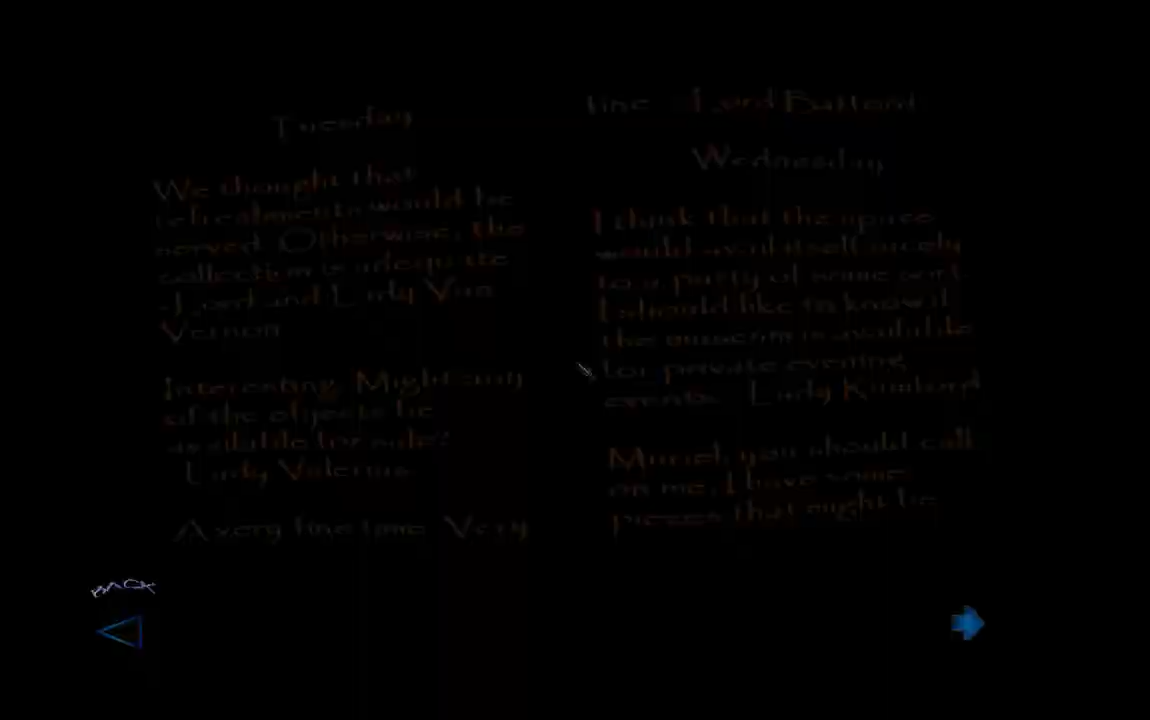 Tuesday
We thought that
refreshments would be
served. Otherwise, the
collection is adequate
-Lord and Lady Van
Vernon
Interesting. Might any
of the objects be
available for sale?
Lady Valerius
A very fine time. Very
fine Lord
Wednesday
I think that the space
would avail itself nicely
to a party of some sort.
I should like to know if
the museum is available
for private evening
events. Lady Kimford
Muriel, you should call
on me. I have some
pieces that might be
BACK